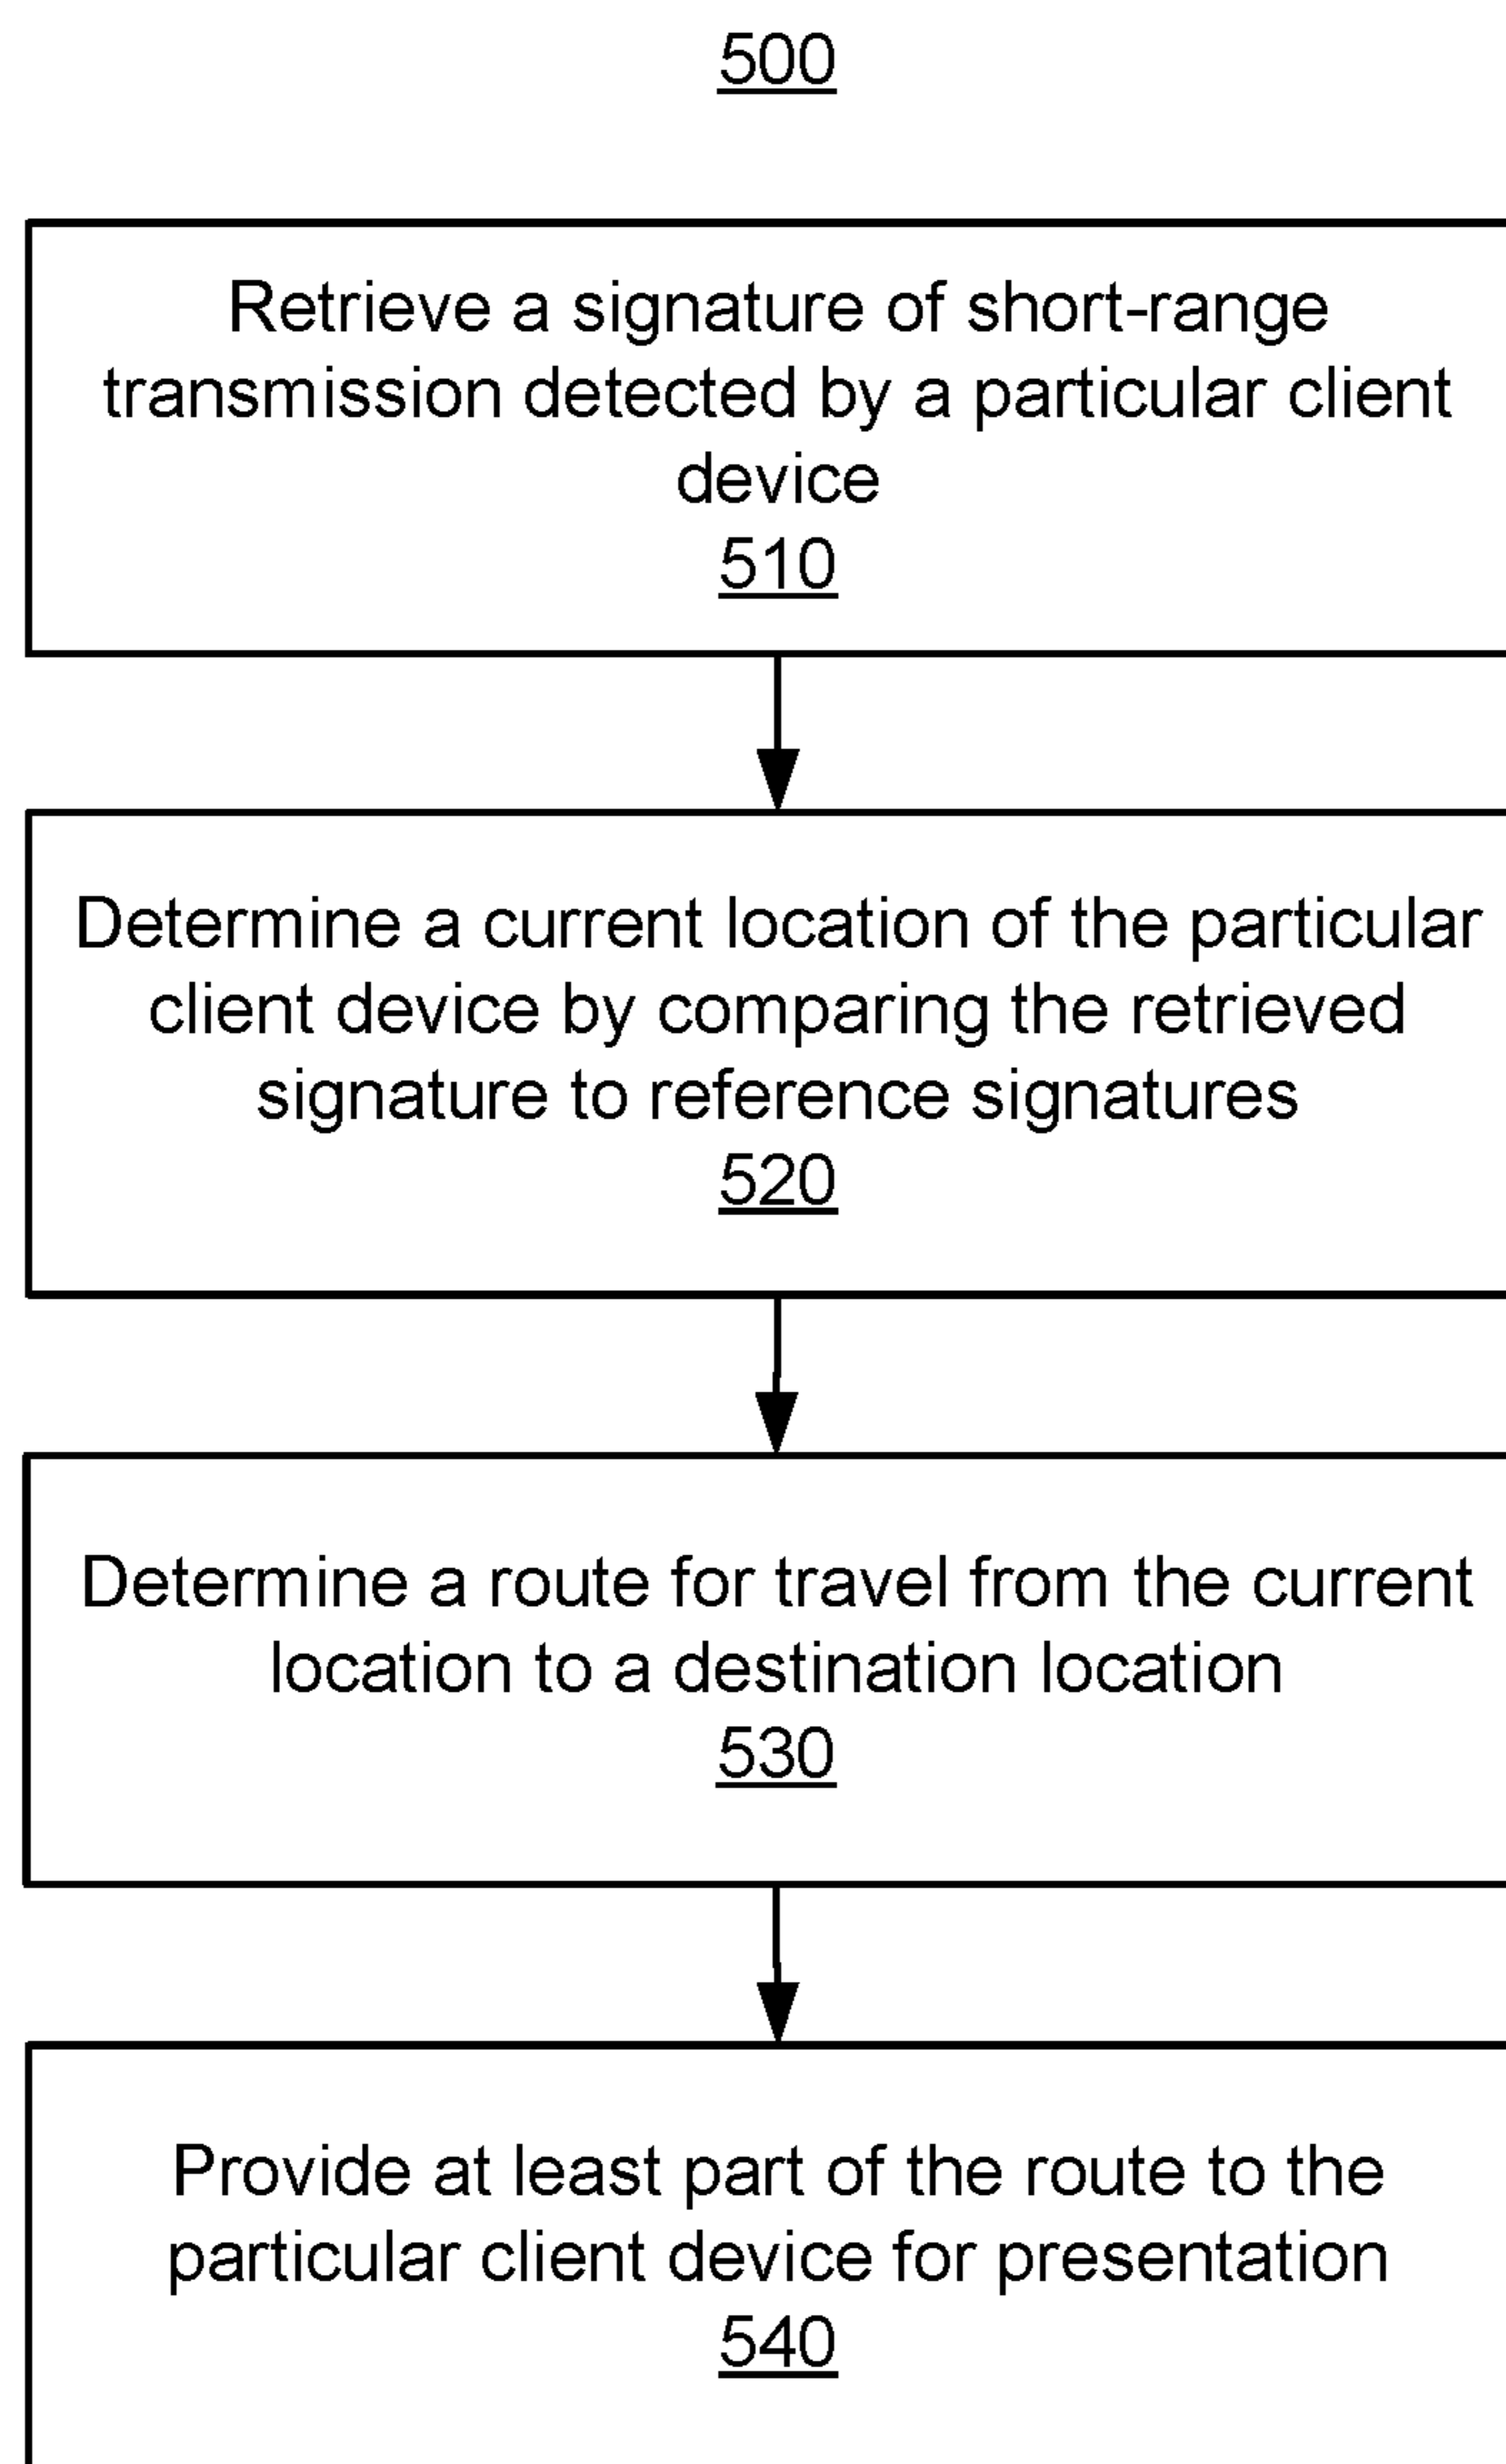 500
Retrieve a signature of short-range
transmission detected by a particular client
device
510
Determine a current location of the particular
client device by comparing the retrieved
signature to reference signatures
520
Determine a route for travel from the current
location to a destination location
530
Provide at least part of the route to the
particular client device for presentation
540